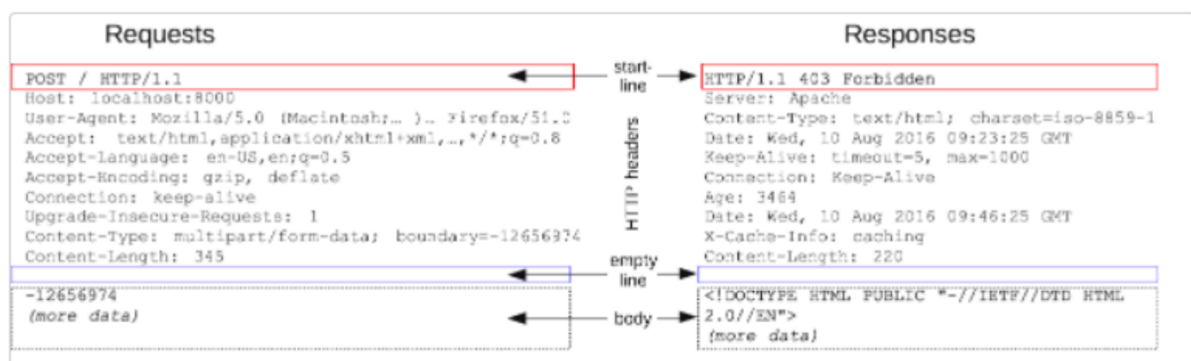 Requests
POST / HTTP/1.1
Host: localhost:8000
User-Agent: Mozilla/5.0 (Macintosh;… )… Firefox/51.0
Accept: text/html,application/xhtml+xml,…,*/*;q=0.8
Accept-Language: en-US,en;q=0.5
Accept-Encoding: gzip, deflate
Connection: keep-alive
Upgrade-Insecure-Requests: 1
Content-Type: multipart/form-data; boundary=-12656974
Content-Length: 345
-12656974
(more data)
start-
line
HTTP headers
empty
line
body
Responses
HTTP/1.1 403 Forbidden
Server: Apache
Content-Type: text/html; charset=iso-8859-1
Date: Wed, 10 Aug 2016 09:23:25 GMT
Keep-Alive: timeout=5, max=1000
Connection: Keep-Alive
Age: 3464
Date: Wed, 10 Aug 2016 09:46:25 GMT
X-Cache-Info: caching
Content-Length: 220
<!DOCTYPE HTML PUBLIC "-//IETF//DTD HTML
2.0//EN">
(more data)